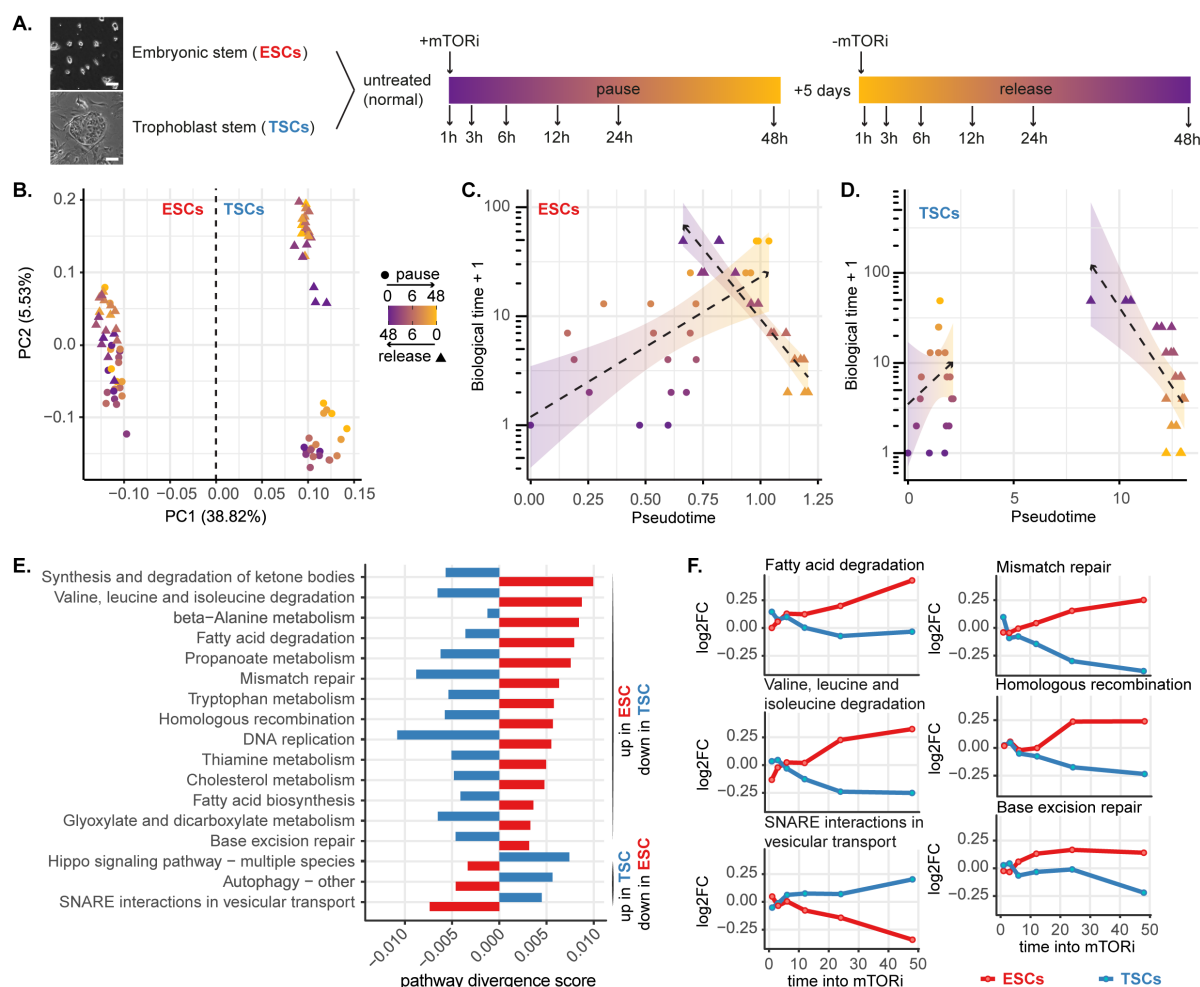 A.
Embryonic stem (ESCs)
Trophoblast stem (TSCs)
untreated
(normal)
+mTORi
pause
1h 3h 6h 12h 24h 48h
+5 days
-mTORi
release
1h 3h 6h 12h 24h 48h
B.
ESCs TSCs
PC2 (5.53%)
0.2
0.1
0.0
−0.1
−0.10 −0.05 0.00 0.05 0.10 0.15
PC1 (38.82%)
pause
0 6 48
48 6 0
release
C.
ESCs
Biological time + 1
100
10
1
0.00 0.25 0.50 0.75 1.00 1.25
Pseudotime
D.
TSCs
Biological time + 1
100
10
1
0 5 10
Pseudotime
E.
Synthesis and degradation of ketone bodies
Valine, leucine and isoleucine degradation
beta−Alanine metabolism
Fatty acid degradation
Propanoate metabolism
Mismatch repair
Tryptophan metabolism
Homologous recombination
DNA replication
Thiamine metabolism
Cholesterol metabolism
Fatty acid biosynthesis
Glyoxylate and dicarboxylate metabolism
Base excision repair
Hippo signaling pathway − multiple species
Autophagy − other
SNARE interactions in vesicular transport
−0.010 −0.005 0.000 0.005 0.010
pathway divergence score
up in ESC
down in TSC
up in TSC
down in ESC
F.
Fatty acid degradation
log2FC
0.25
0.00
−0.25
Mismatch repair
log2FC
0.25
0.00
−0.25
Valine, leucine and
isoleucine degradation
log2FC
0.25
0.00
−0.25
Homologous recombination
log2FC
0.25
0.00
−0.25
SNARE interactions in
vesicular transport
log2FC
0.25
0.00
−0.25
0 10 20 30 40 50
time into mTORi
Base excision repair
log2FC
0.25
0.00
−0.25
0 10 20 30 40 50
time into mTORi
ESCs TSCs